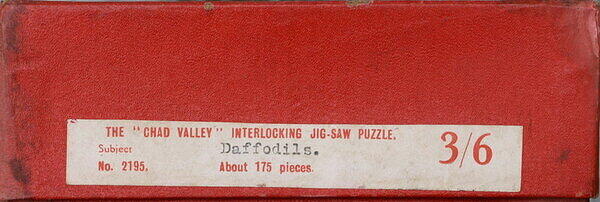 THE "CHAD VALLEY" INTERLOCKING JIG-SAW PUZZLE.
Subject Daffodils. 3/6
No. 2195. About 175 pieces.